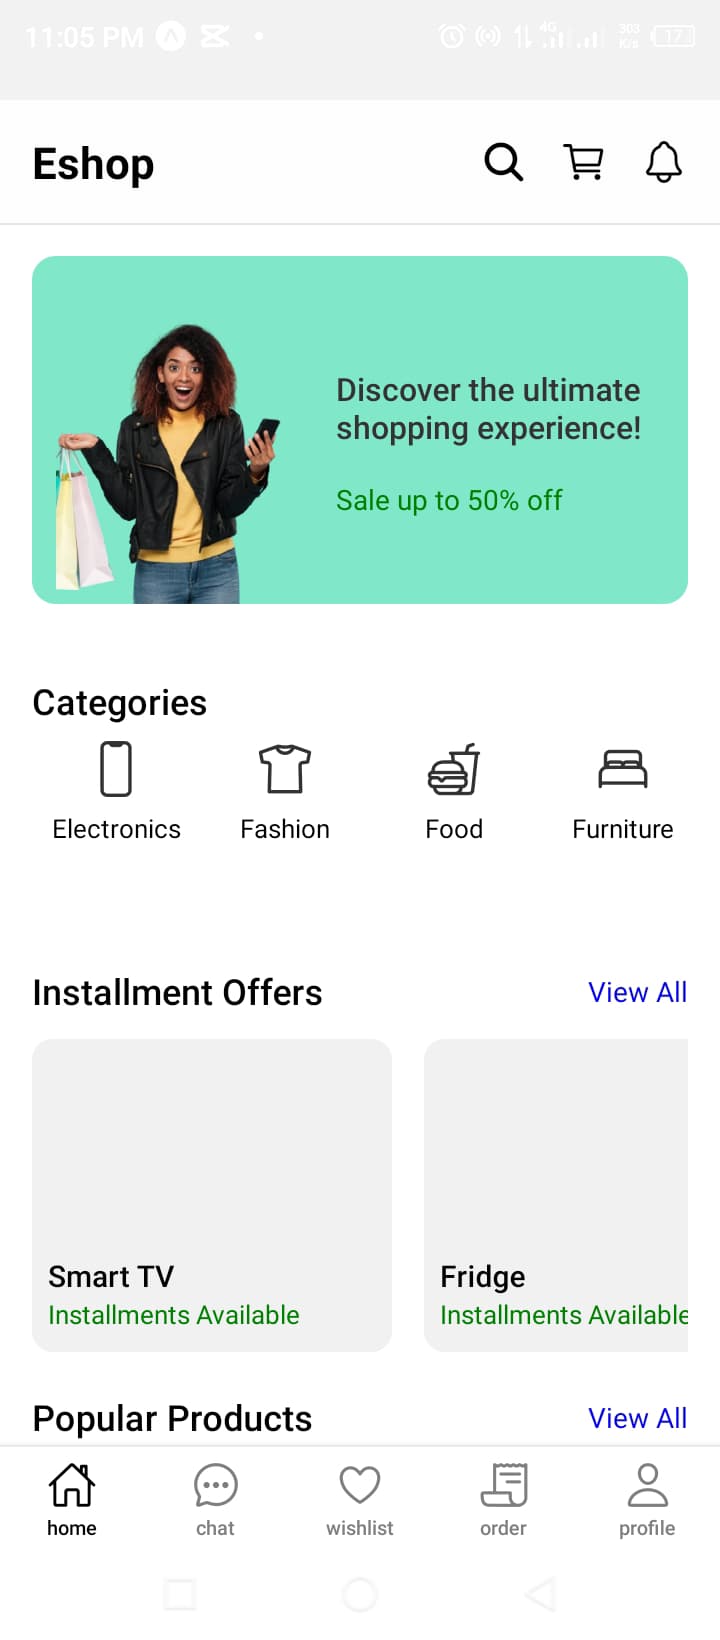 11:05 PM 4G 303 K/s 17
Eshop
Discover the ultimate
shopping experience!
Sale up to 50% off
Categories
Electronics Fashion Food Furniture
Installment Offers View All
Smart TV Fridge
Installments Available Installments Available
Popular Products View All
home chat wishlist order profile